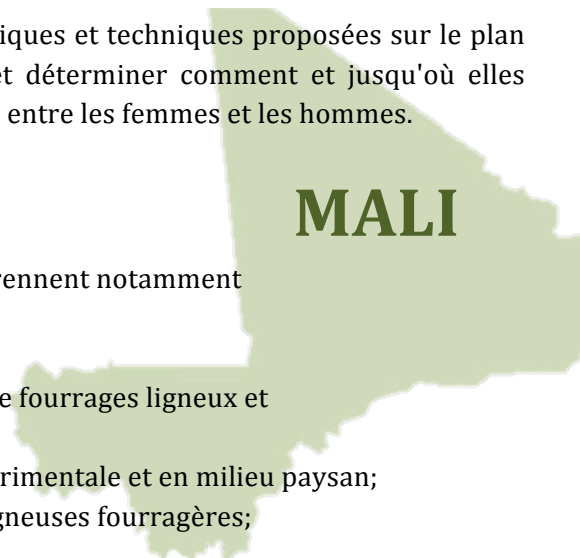 iques et techniques proposées sur le plan
et déterminer comment et jusqu'où elles
entre les femmes et les hommes.
MALI
rennent notamment
e fourrages ligneux et
rimentale et en milieu paysan;
gneuses fourragères;